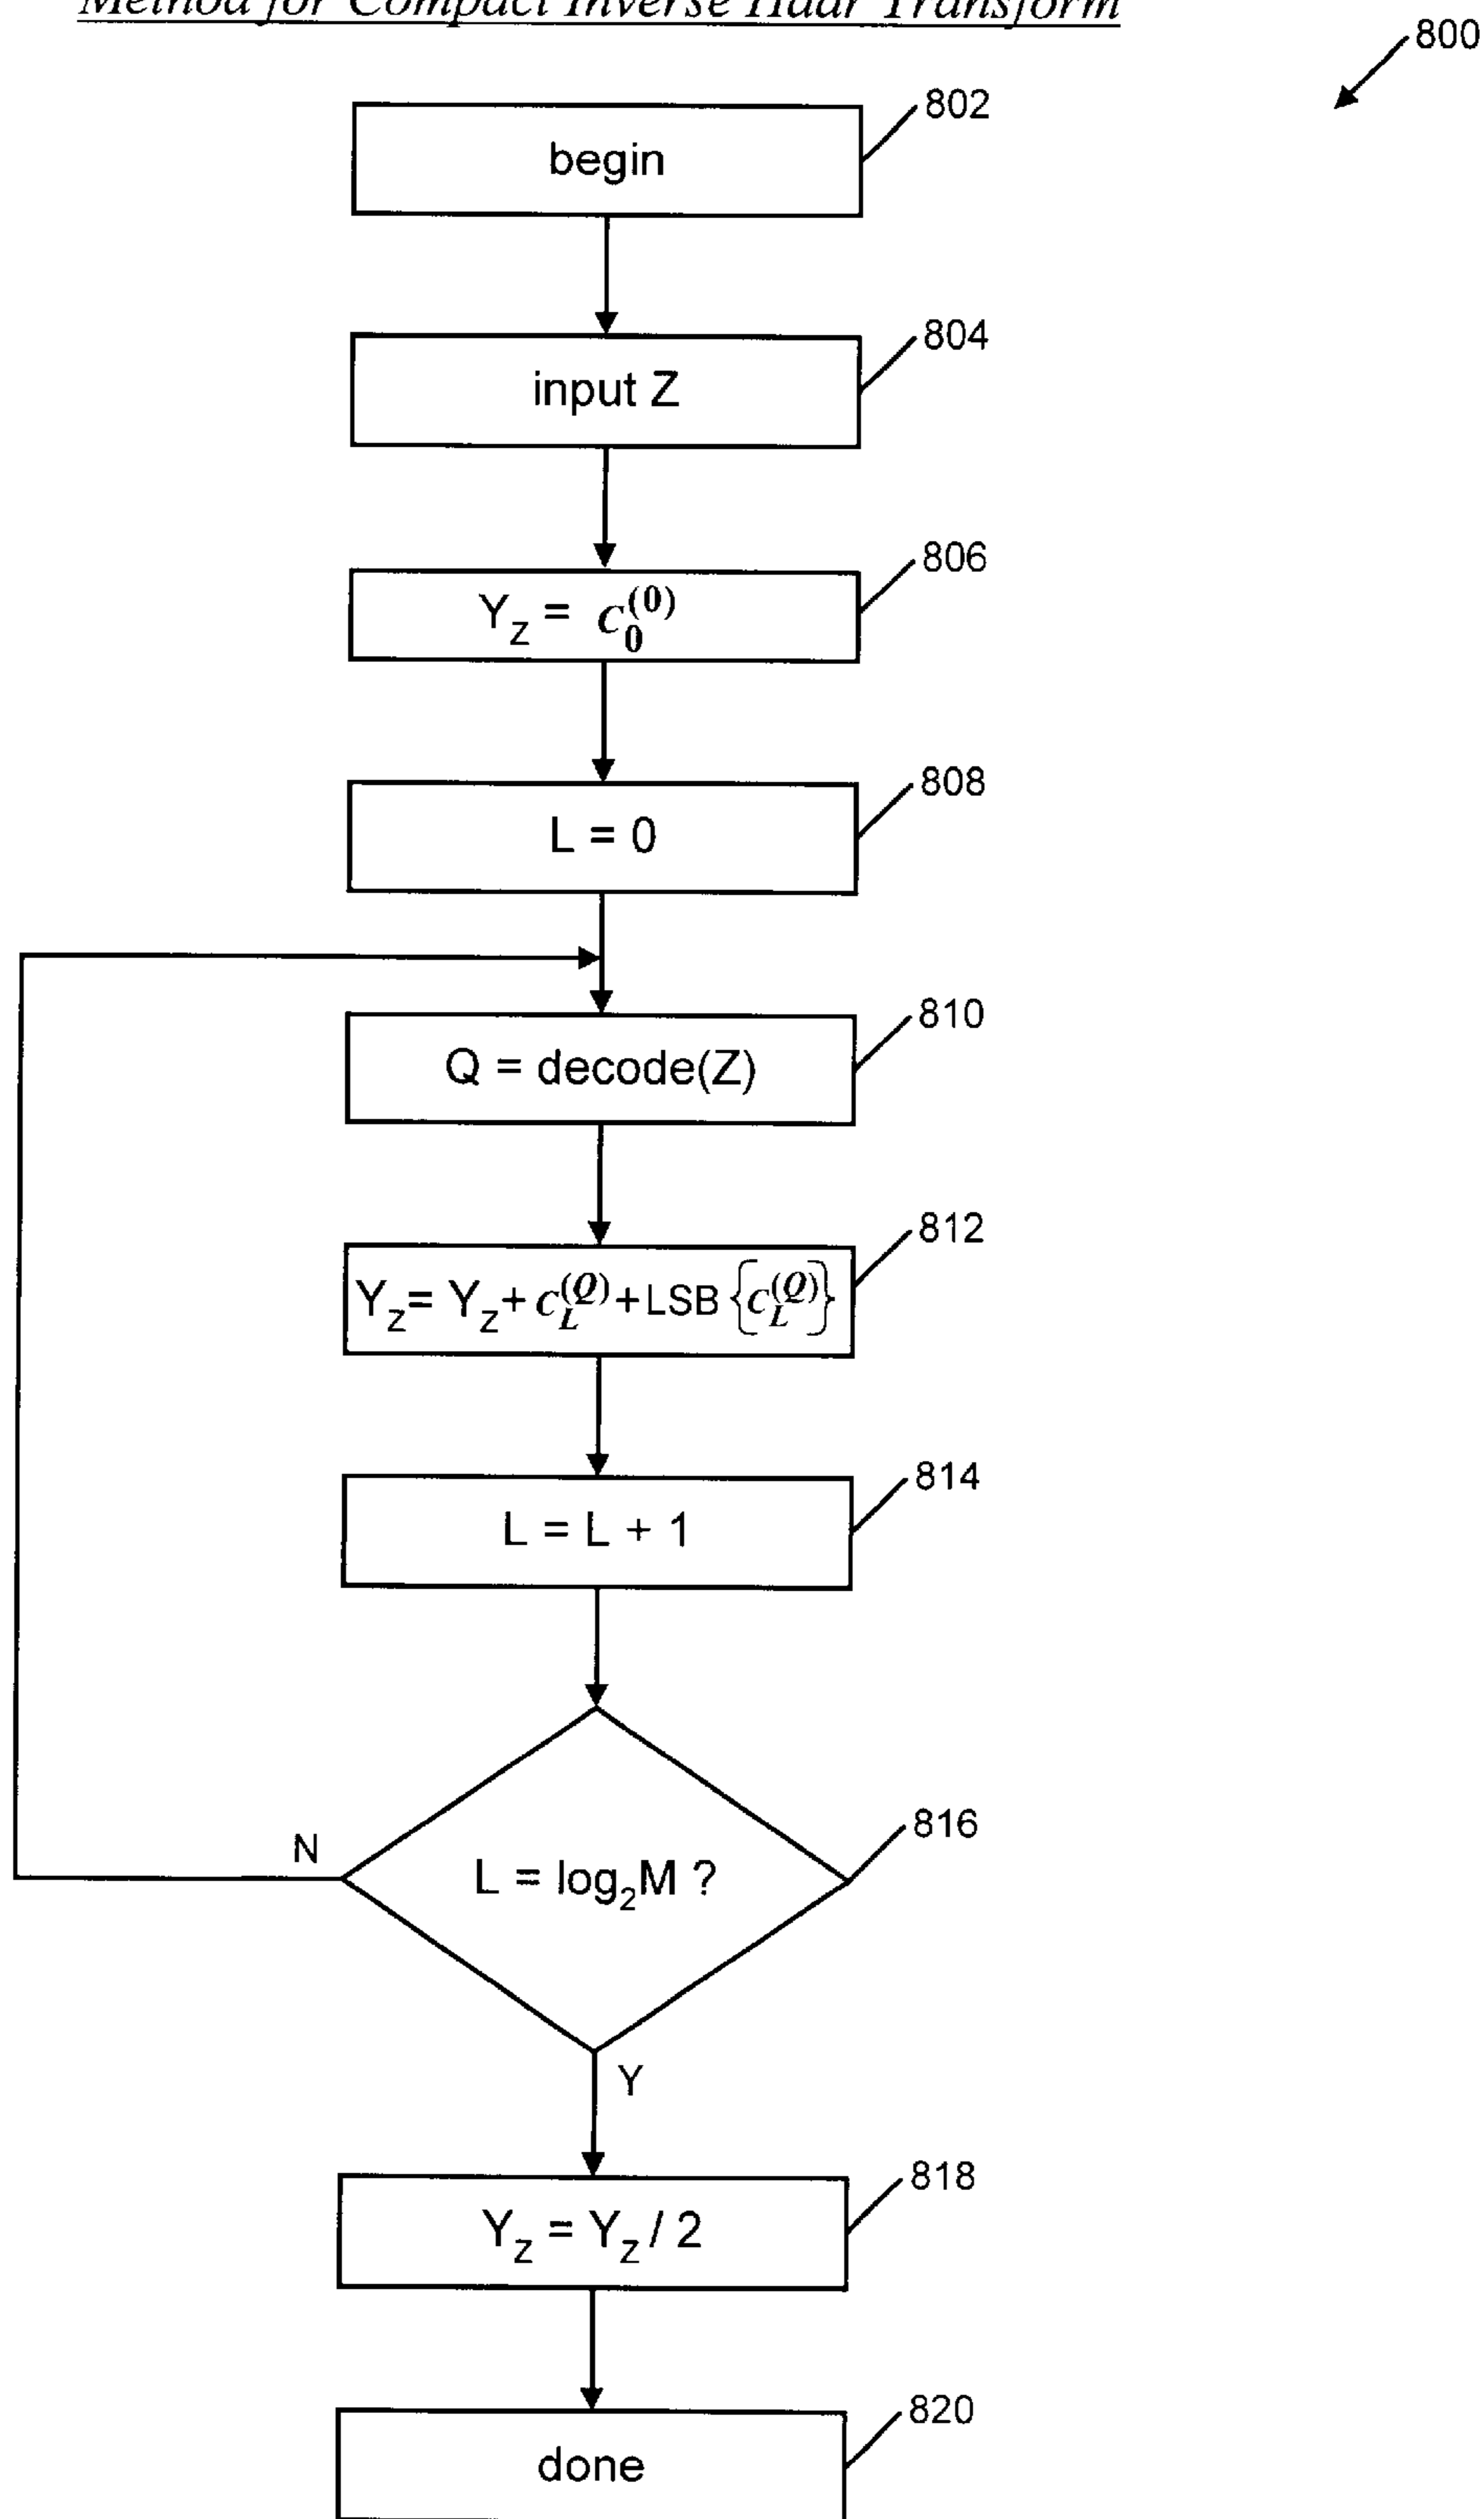 Method for Compact Inverse Haar Transform
800
802
begin
804
input Z
806
Y_Z = c_0^(0)
808
L = 0
810
Q = decode(Z)
812
Y_Z = Y_Z + c_L^(Q) + LSB {c_L^(Q)}
814
L = L + 1
816
N
L = log₂M ?
Y
818
Y_Z = Y_Z / 2
820
done